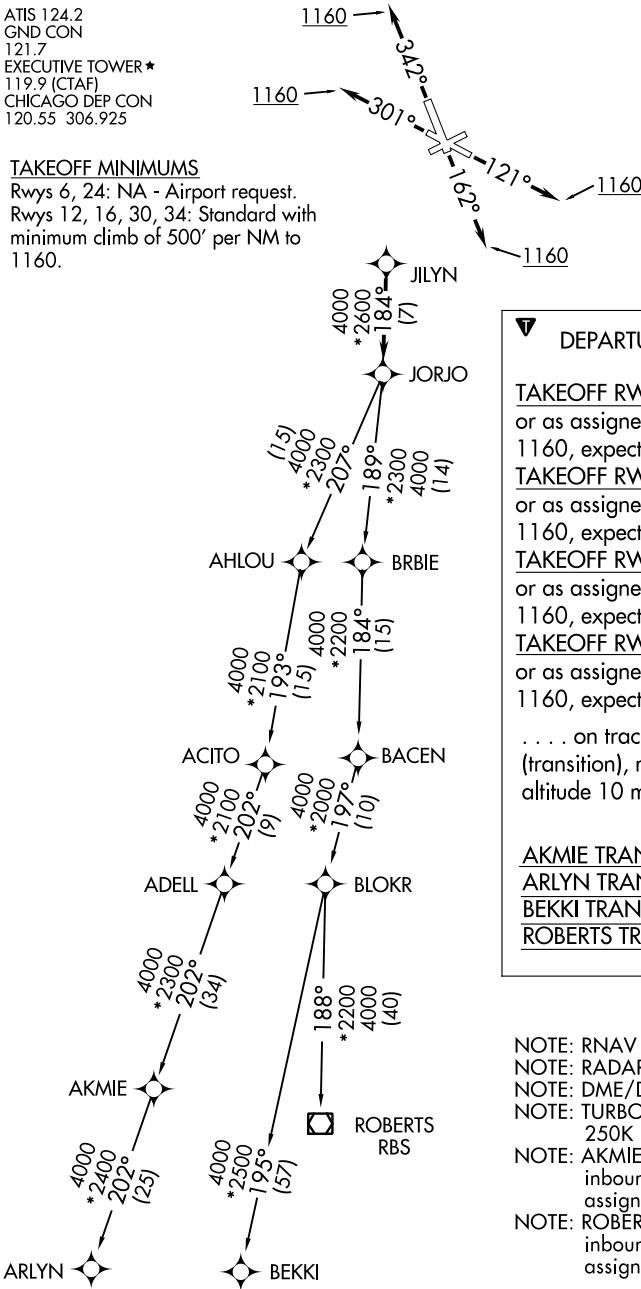 ATIS 124.2
GND CON
121.7
EXECUTIVE TOWER★
119.9 (CTAF)
CHICAGO DEP CON
120.55 306.925
TAKEOFF MINIMUMS
Rwys 6, 24: NA - Airport request.
Rwys 12, 16, 30, 34: Standard with
minimum climb of 500’ per NM to
1160.
1160
342°
1160
301°
121°
1160
162°
1160
JILYN
4000
*2600
184°
(7)
JORJO
(15)
4000
*2300
207°
189°
*2300
4000
(14)
AHLOU
BRBIE
4000
*2100
193°
(15)
4000
*2200
184°
(15)
ACITO
BACEN
4000
*2100
202°
(9)
4000
*2000
197°
(10)
ADELL
BLOKR
4000
*2300
202°
(34)
188°
*2200
4000
(40)
AKMIE
ROBERTS
RBS
4000
*2400
202°
(25)
4000
*2500
195°
(57)
ARLYN
BEKKI
T
DEPARTU
TAKEOFF RW
or as assigne
1160, expect
TAKEOFF RW
or as assigne
1160, expect
TAKEOFF RW
or as assigne
1160, expect
TAKEOFF RW
or as assigne
1160, expect
. . . . on trac
(transition), m
altitude 10 m
AKMIE TRAN
ARLYN TRAN
BEKKI TRAN
ROBERTS TR
NOTE: RNAV
NOTE: RADAR
NOTE: DME/D
NOTE: TURBO
250K
NOTE: AKMIE
inbour
assign
NOTE: ROBER
inbour
assign